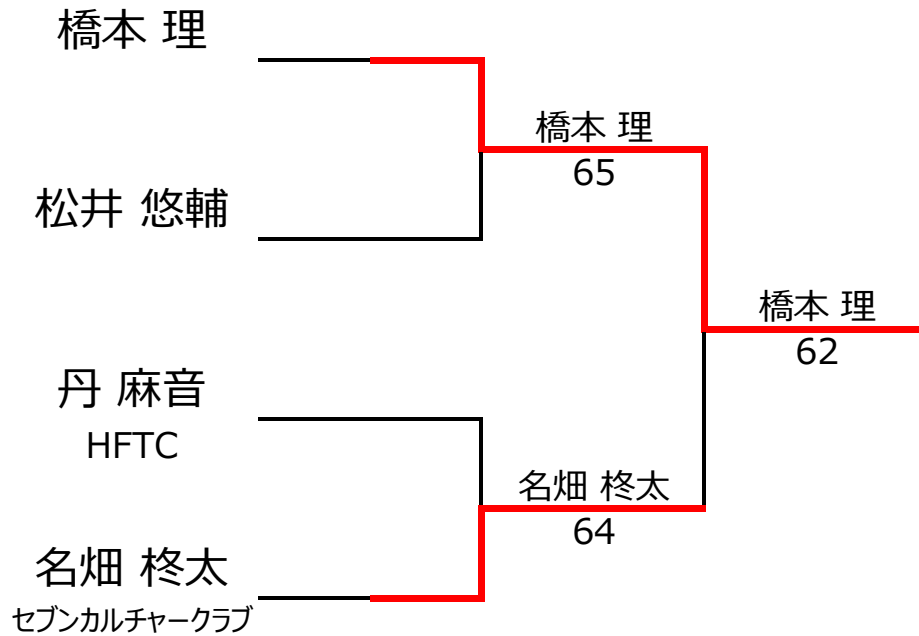 橋本 理
橋本 理
65
松井 悠輔
橋本 理
62
丹 麻音
HFTC
名畑 柊太
64
名畑 柊太
セブンカルチャークラブ